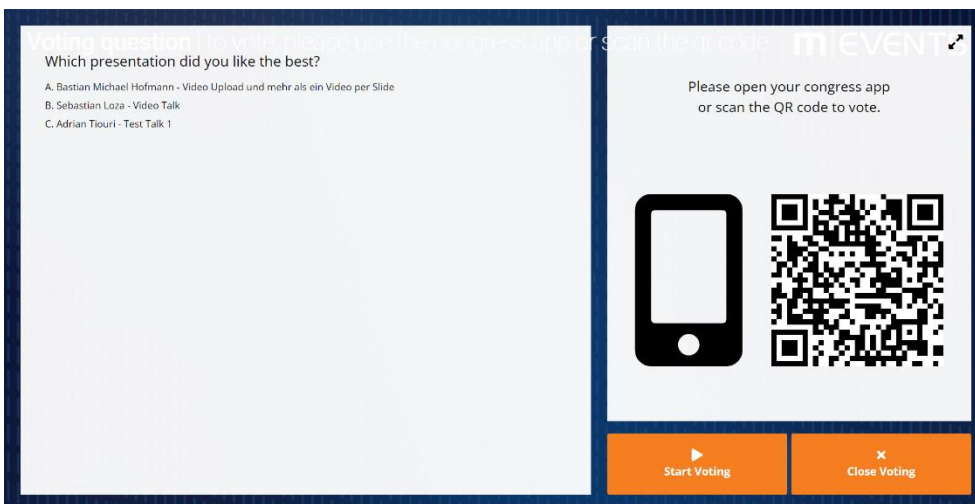 Voting question | To vote, please use the congress app or scan the qr code.
m|EVENTS
Which presentation did you like the best?
A. Bastian Michael Hofmann - Video Upload und mehr als ein Video per Slide
B. Sebastian Loza - Video Talk
C. Adrian Tiouri - Test Talk 1
Please open your congress app
or scan the QR code to vote.
Start Voting
Close Voting